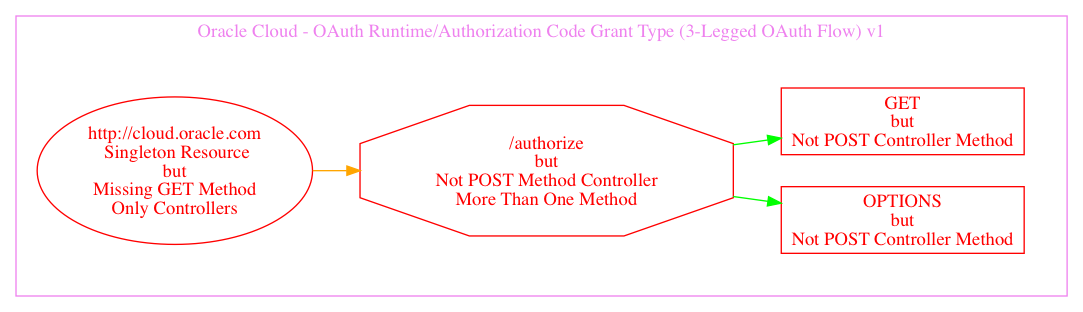 Oracle Cloud - OAuth Runtime/Authorization Code Grant Type (3-Legged OAuth Flow) v1
http://cloud.oracle.com
Singleton Resource
but
Missing GET Method
Only Controllers
/authorize
but
Not POST Method Controller
More Than One Method
GET
but
Not POST Controller Method
OPTIONS
but
Not POST Controller Method